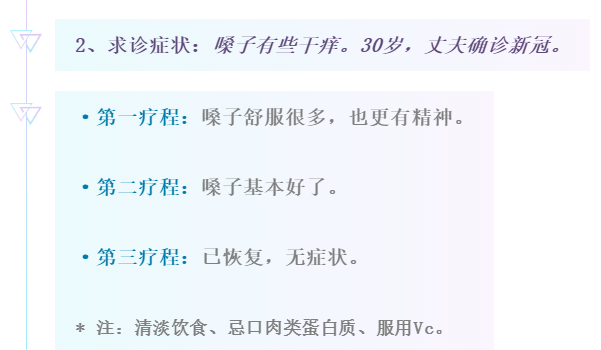 2、求诊症状：嗓子有些干痒。30岁，丈夫确诊新冠。
·第一疗程：嗓子舒服很多，也更有精神。
·第二疗程：嗓子基本好了。
·第三疗程：已恢复，无症状。
* 注：清淡饮食、忌口肉类蛋白质、服用Vc。